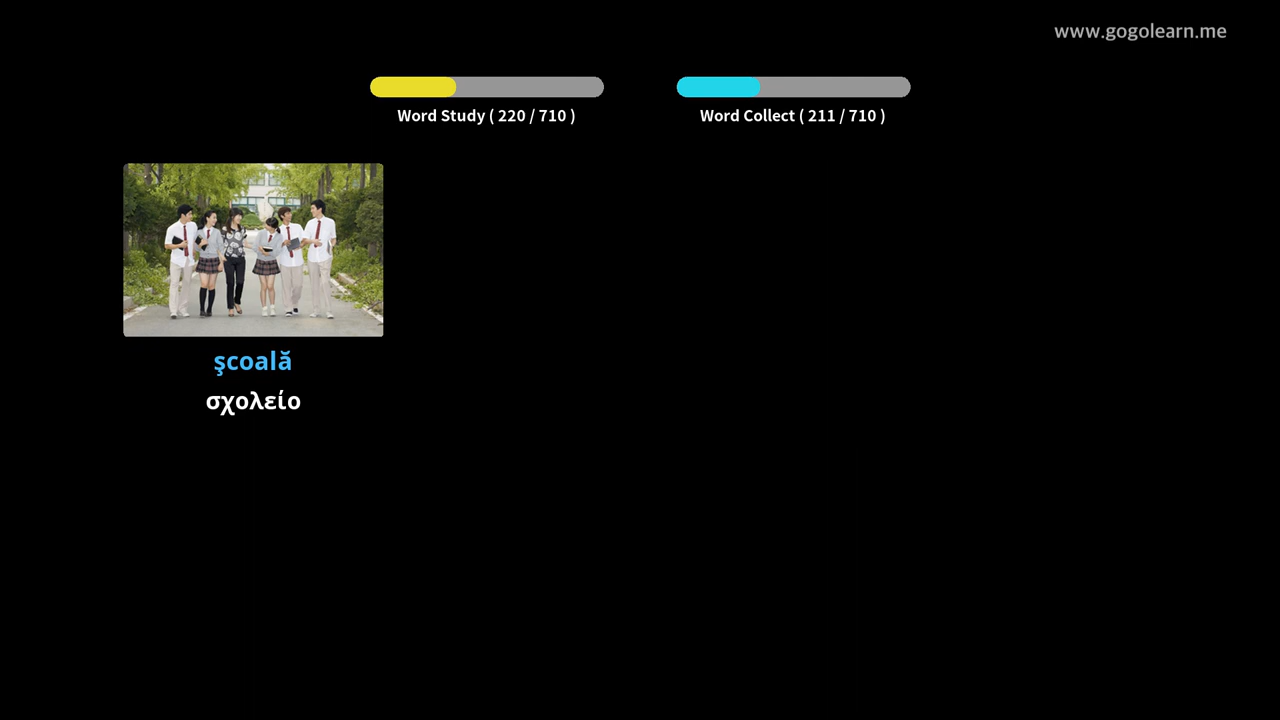 www.gogolearn.me
Word Study ( 220 / 710 )
Word Collect ( 211 / 710 )
şcoală
σχολείο